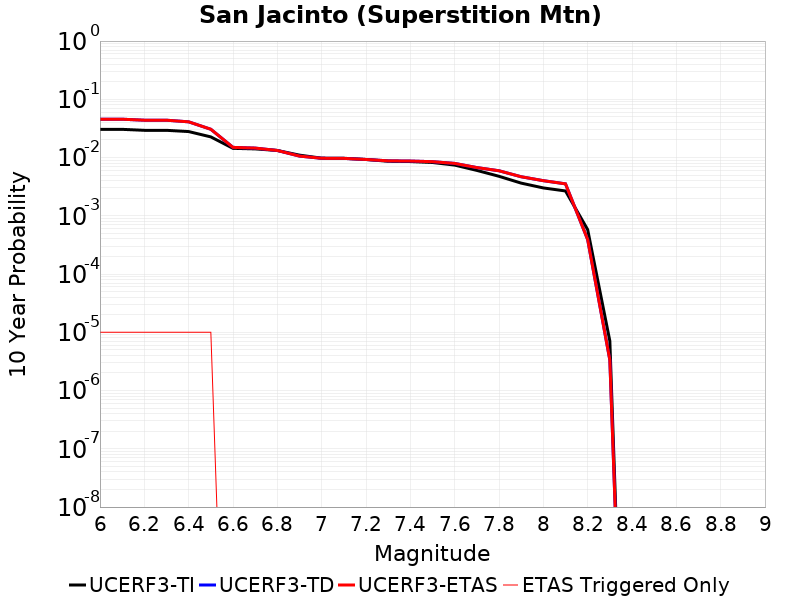 San Jacinto (Superstition Mtn)
10^0
10^-1
10^-2
10^-3
10^-4
10^-5
10^-6
10^-7
10^-8
10 Year Probability
6 6.2 6.4 6.6 6.8 7 7.2 7.4 7.6 7.8 8 8.2 8.4 8.6 8.8 9
Magnitude
UCERF3-TI UCERF3-TD UCERF3-ETAS ETAS Triggered Only